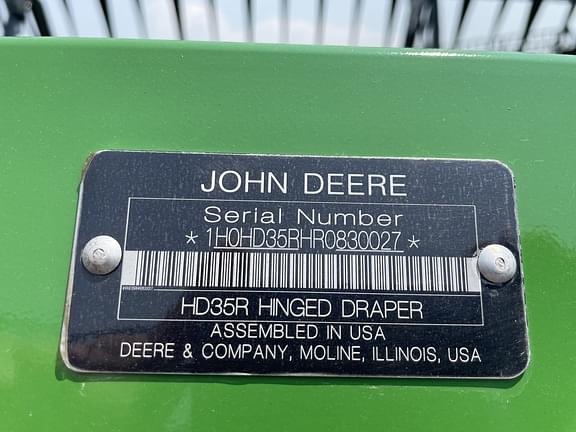 JOHN DEERE
Serial Number
*1H0HD35RHR0830027*
HD35R HINGED DRAPER
ASSEMBLED IN USA
DEERE & COMPANY, MOLINE, ILLINOIS, USA